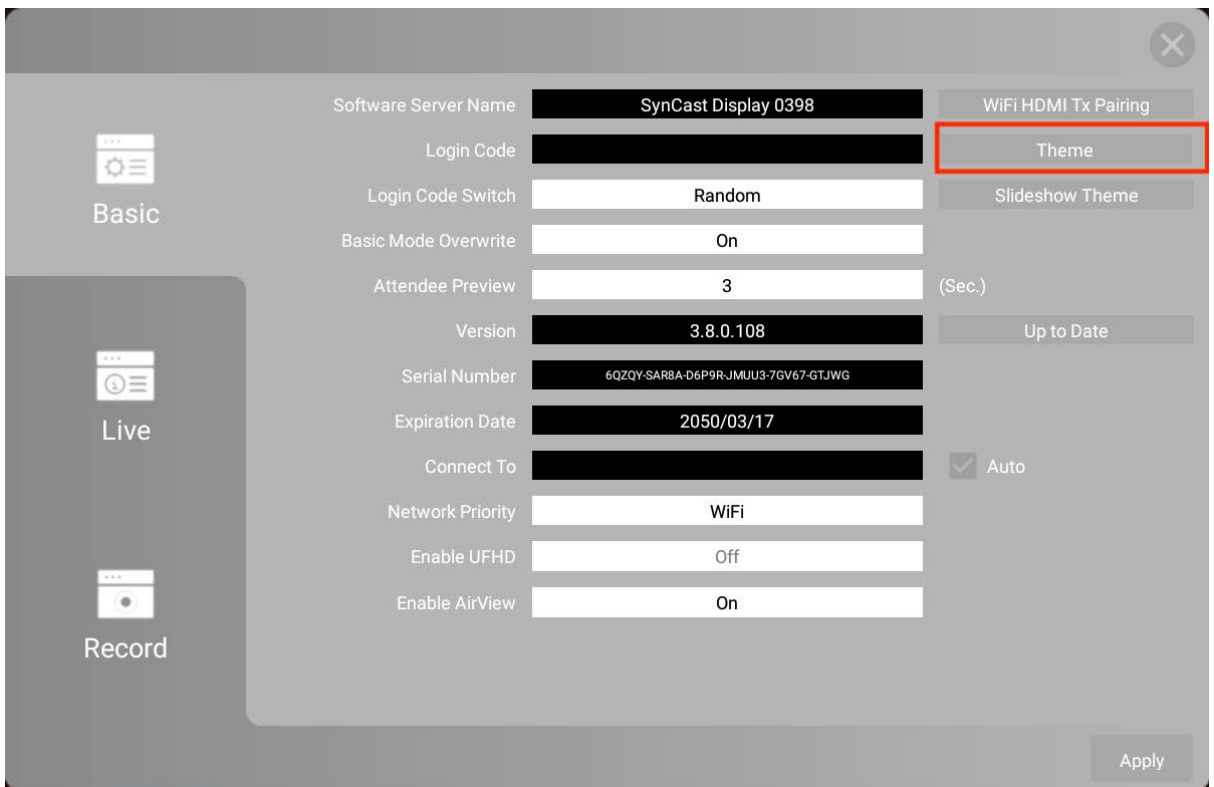 Software Server Name SynCast Display 0398 WiFi HDMI Tx Pairing
Login Code Theme
Login Code Switch Random Slideshow Theme
Basic
Basic Mode Overwrite On
Attendee Preview 3 (Sec.)
Version 3.8.0.108 Up to Date
Serial Number 6QZQY-SAR8A-D6P9R-JMUU3-7GV67-GTJWG
Expiration Date 2050/03/17
Live
Connect To Auto
Network Priority WiFi
Enable UFHD Off
Enable AirView On
Record
Apply